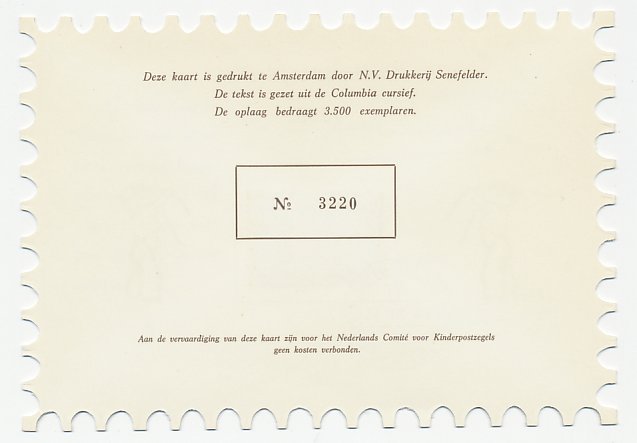 Deze kaart is gedrukt te Amsterdam door N.V. Drukkerij Senefelder.
De tekst is gezet uit de Columbia cursief.
De oplaag bedraagt 3.500 exemplaren.
№ 3220
Aan de vervaardiging van deze kaart zijn voor het Nederlands Comité voor Kinderpostzegels
geen kosten verbonden.